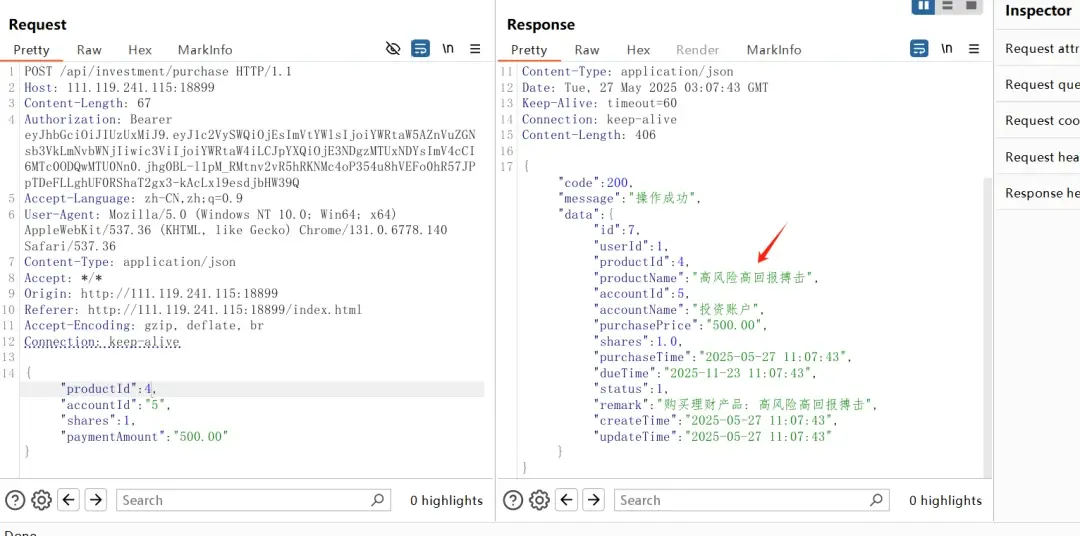 Request
Pretty Raw Hex MarkInfo
\n
1 POST /api/investment/purchase HTTP/1.1
2 Host: 111.119.241.115:18899
3 Content-Length: 67
4 Authorization: Bearer
5 Accept-Language: zh-CN,zh;q=0.9
6 User-Agent: Mozilla/5.0 (Windows NT 10.0; Win64; x64)
AppleWebKit/537.36 (KHTML, like Gecko) Chrome/131.0.6778.140
Safari/537.36
7 Content-Type: application/json
8 Accept: */*
9 Origin: http://111.119.241.115:18899
10 Referer: http://111.119.241.115:18899/index.html
11 Accept-Encoding: gzip, deflate, br
12 Connection: keep-alive
13
14 {
"productId":4,
"accountId":"5",
"shares":1,
"paymentAmount":"500.00"
}
Search
0 highlights
Response
Pretty Raw Hex Render MarkInfo
\n
11 Content-Type: application/json
12 Date: Tue, 27 May 2025 03:07:43 GMT
13 Keep-Alive: timeout=60
14 Connection: keep-alive
15 Content-Length: 406
16
17 {
"code":200,
"message":"操作成功",
"data":{
"id":7,
"userId":1,
"productId":4,
"productName":"高风险高回报搏击",
"accountId":5,
"accountName":"投资账户",
"purchasePrice":"500.00",
"shares":1.0,
"purchaseTime":"2025-05-27 11:07:43",
"dueTime":"2025-11-23 11:07:43",
"status":1,
"remark":"购买理财产品: 高风险高回报搏击",
"createTime":"2025-05-27 11:07:43",
"updateTime":"2025-05-27 11:07:43"
}
}
Search
0 highlights
Inspector
Request attr
Request que
Request coo
Request hea
Response he